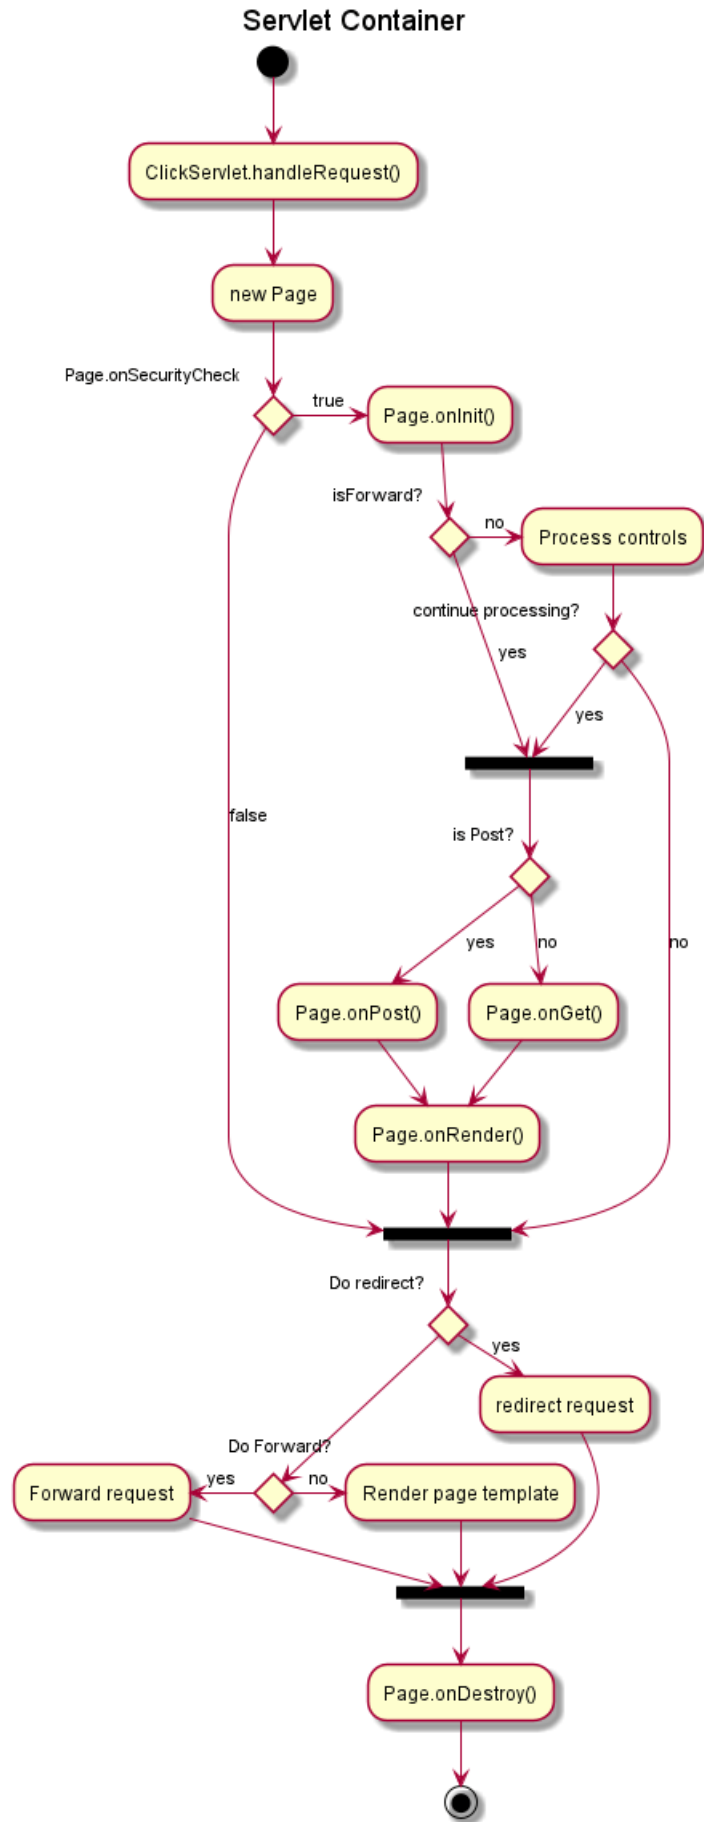 Servlet Container
ClickServlet.handleRequest()
new Page
Page.onSecurityCheck
true
Page.onInit()
isForward?
no
Process controls
continue processing?
yes
yes
false
is Post?
yes
no
no
Page.onPost()
Page.onGet()
Page.onRender()
Do redirect?
yes
redirect request
Do Forward?
yes
no
Forward request
Render page template
Page.onDestroy()